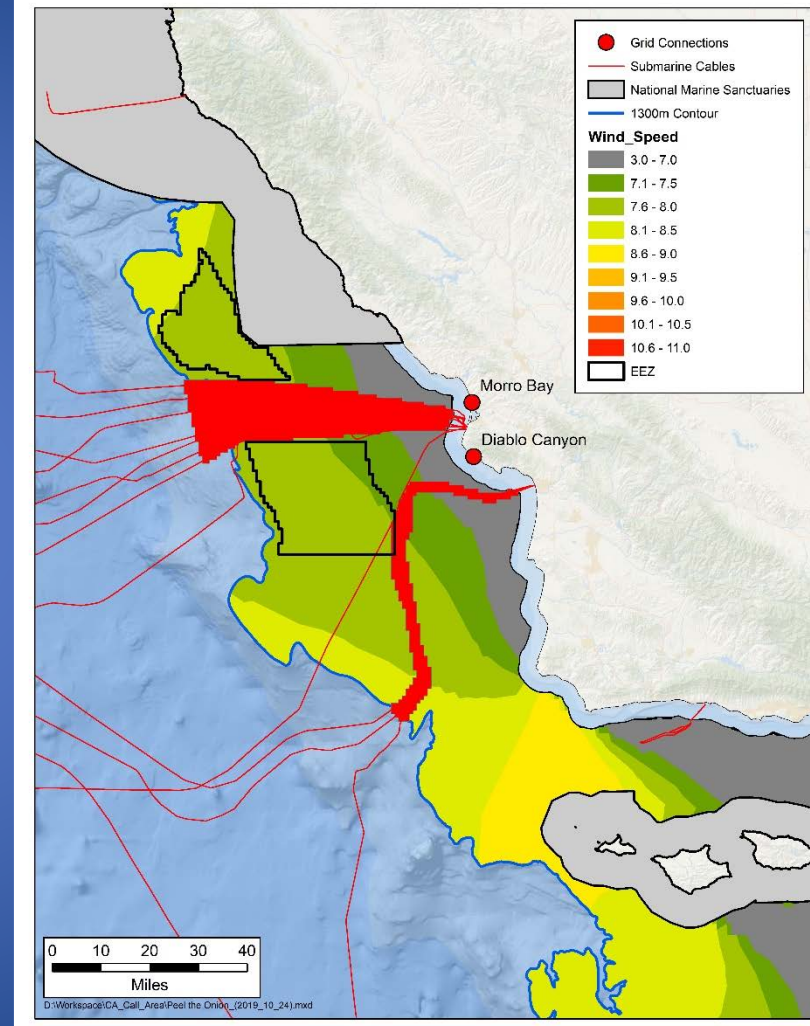 Grid Connections
Submarine Cables
National Marine Sanctuaries
1300m Contour
Wind_Speed
3.0 - 7.0
7.1 - 7.5
7.6 - 8.0
8.1 - 8.5
8.6 - 9.0
9.1 - 9.5
9.6 - 10.0
10.1 - 10.5
10.6 - 11.0
EEZ
Morro Bay
Diablo Canyon
0 10 20 30 40
Miles
D:\Workspace\CA_Call_Area\Peel the Onion_(2019_10_24).mxd